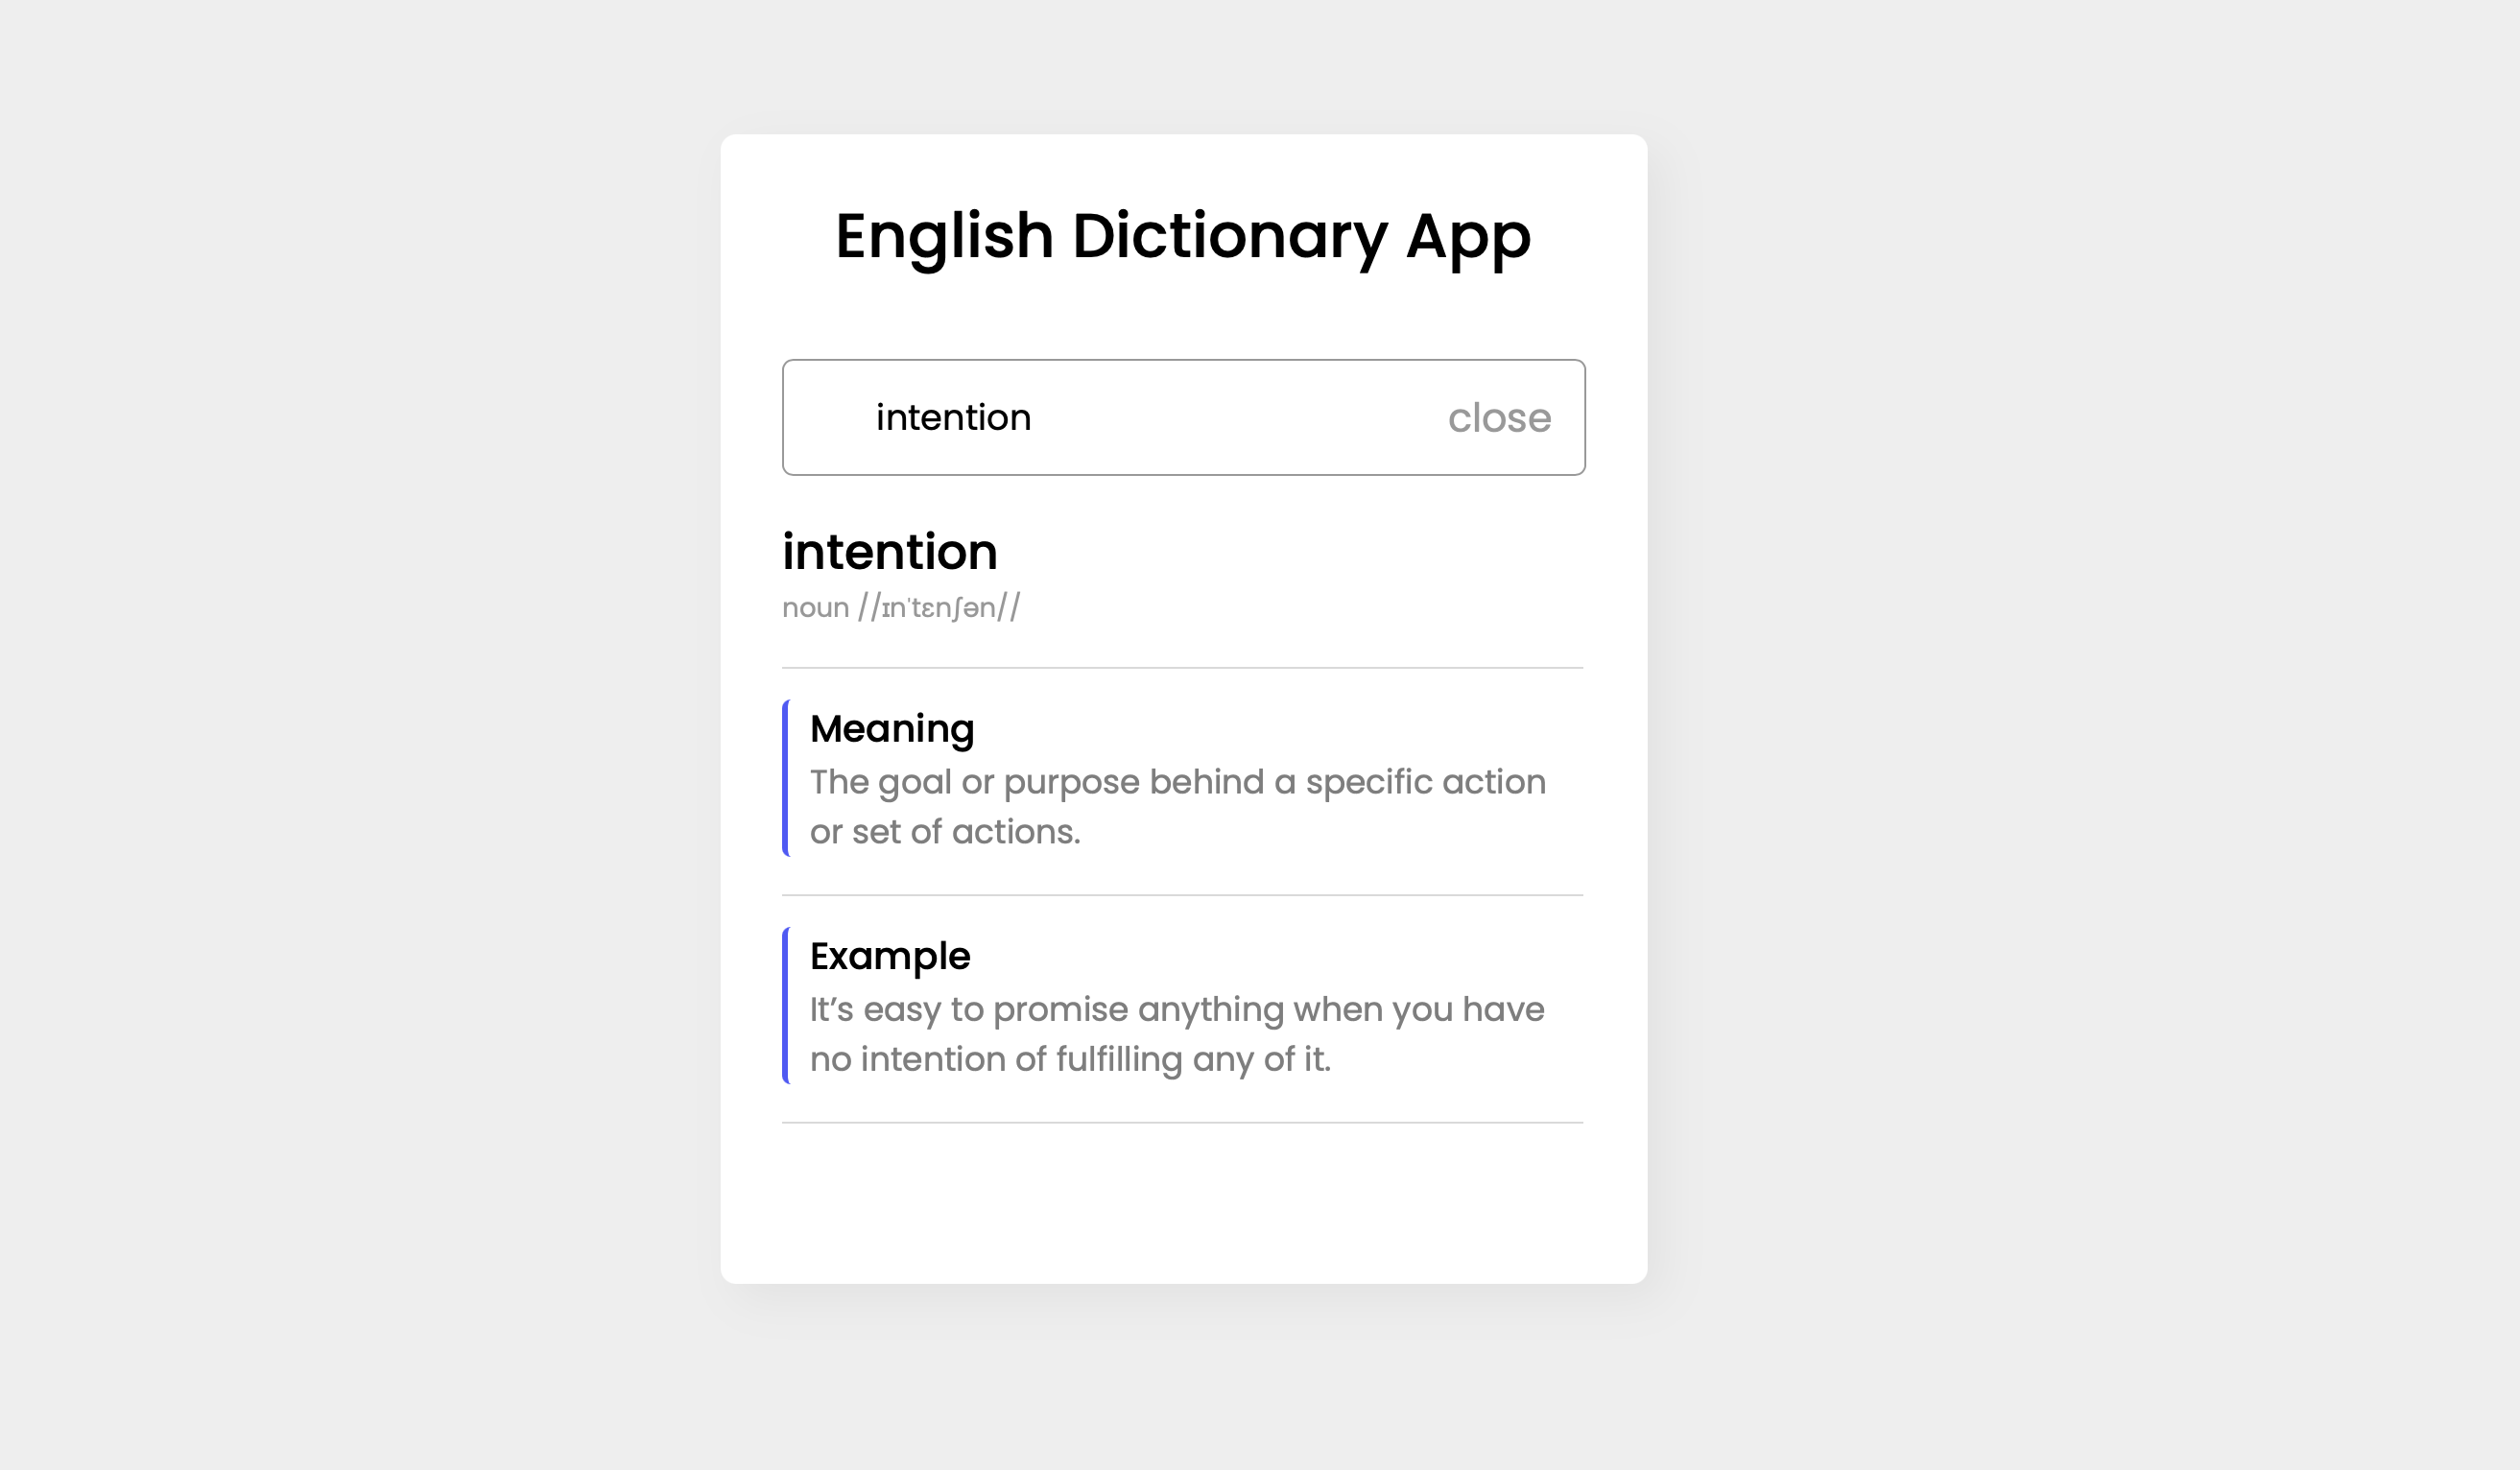 English Dictionary App
intention close
intention
noun //ɪnˈtɛnʃən//
Meaning
The goal or purpose behind a specific action
or set of actions.
Example
It’s easy to promise anything when you have
no intention of fulfilling any of it.